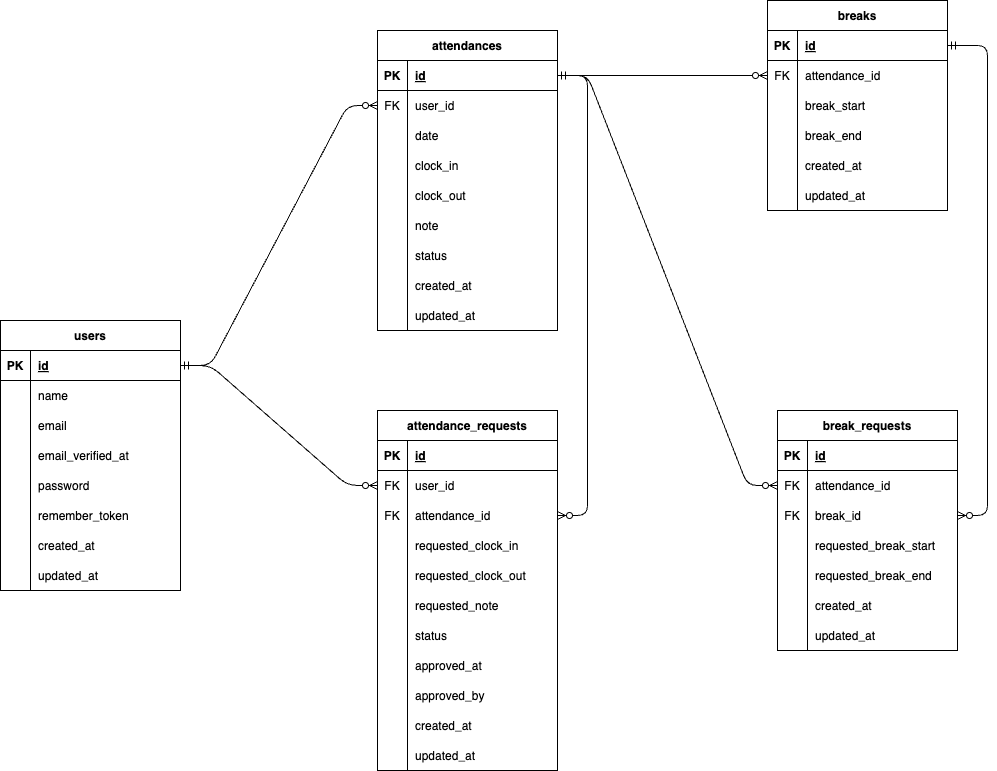 breaks
PK id
FK attendance_id
break_start
break_end
created_at
updated_at
attendances
PK id
FK user_id
date
clock_in
clock_out
note
status
created_at
updated_at
users
PK id
name
email
email_verified_at
password
remember_token
created_at
updated_at
attendance_requests
PK id
FK user_id
FK attendance_id
requested_clock_in
requested_clock_out
requested_note
status
approved_at
approved_by
created_at
updated_at
break_requests
PK id
FK attendance_id
FK break_id
requested_break_start
requested_break_end
created_at
updated_at